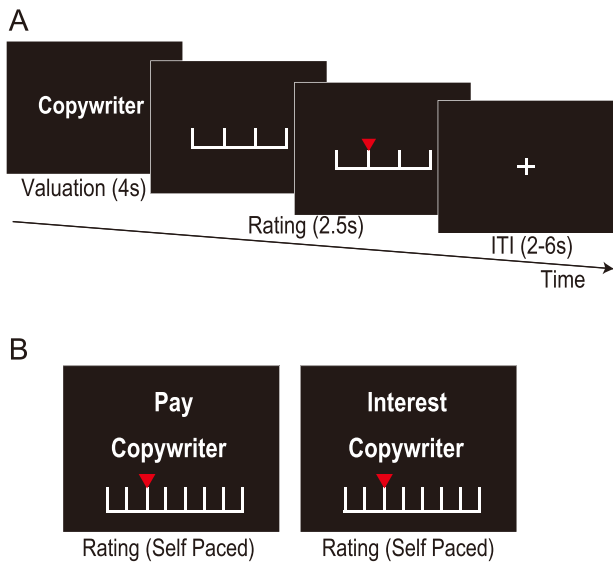 A
Copywriter
Valuation (4s)
Rating (2.5s)
ITI (2-6s)
Time
B
Pay
Copywriter
Rating (Self Paced)
Interest
Copywriter
Rating (Self Paced)